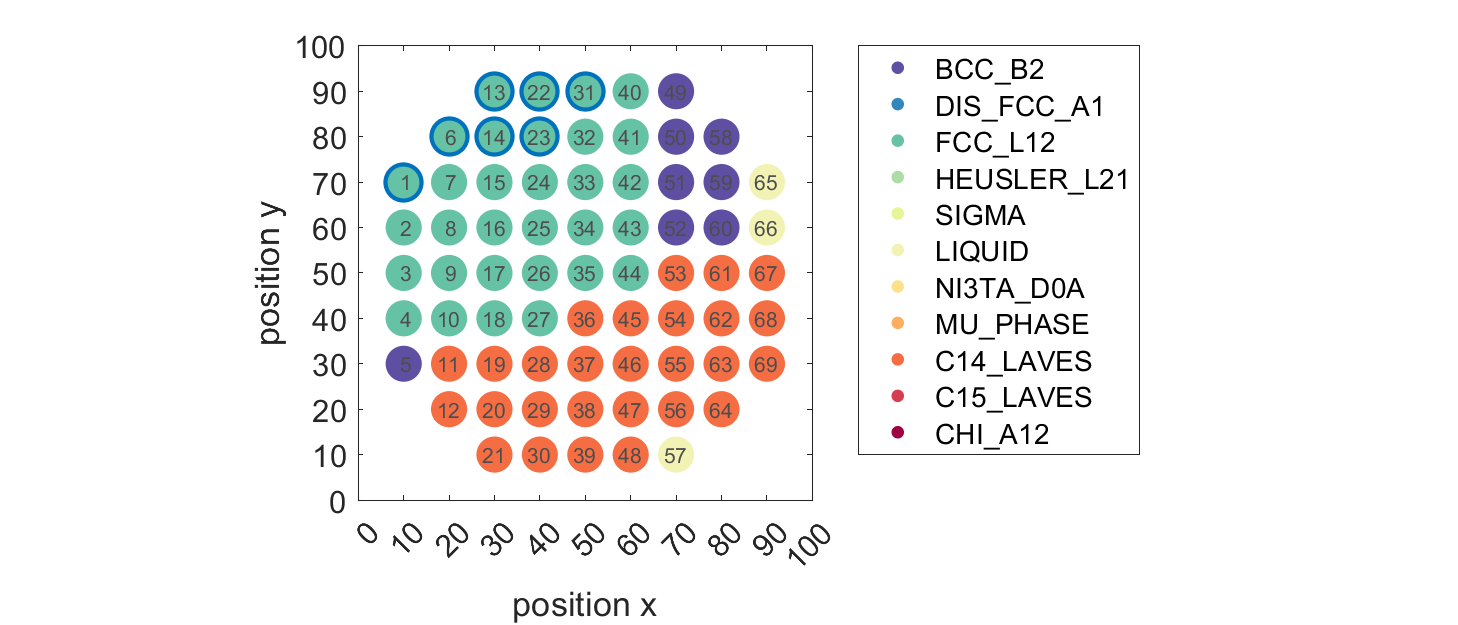 100
90
80
70
60
50
40
30
20
10
0
position y
13 22 31 40 49
6 14 23 32 41 50 58
1 7 15 24 33 42 51 59 65
2 8 16 25 34 43 52 60 66
3 9 17 26 35 44 53 61 67
4 10 18 27 36 45 54 62 68
5 11 19 28 37 46 55 63 69
12 20 29 38 47 56 64
21 30 39 48 57
0 10 20 30 40 50 60 70 80 90 100
position x
BCC_B2
DIS_FCC_A1
FCC_L12
HEUSLER_L21
SIGMA
LIQUID
NI3TA_D0A
MU_PHASE
C14_LAVES
C15_LAVES
CHI_A12